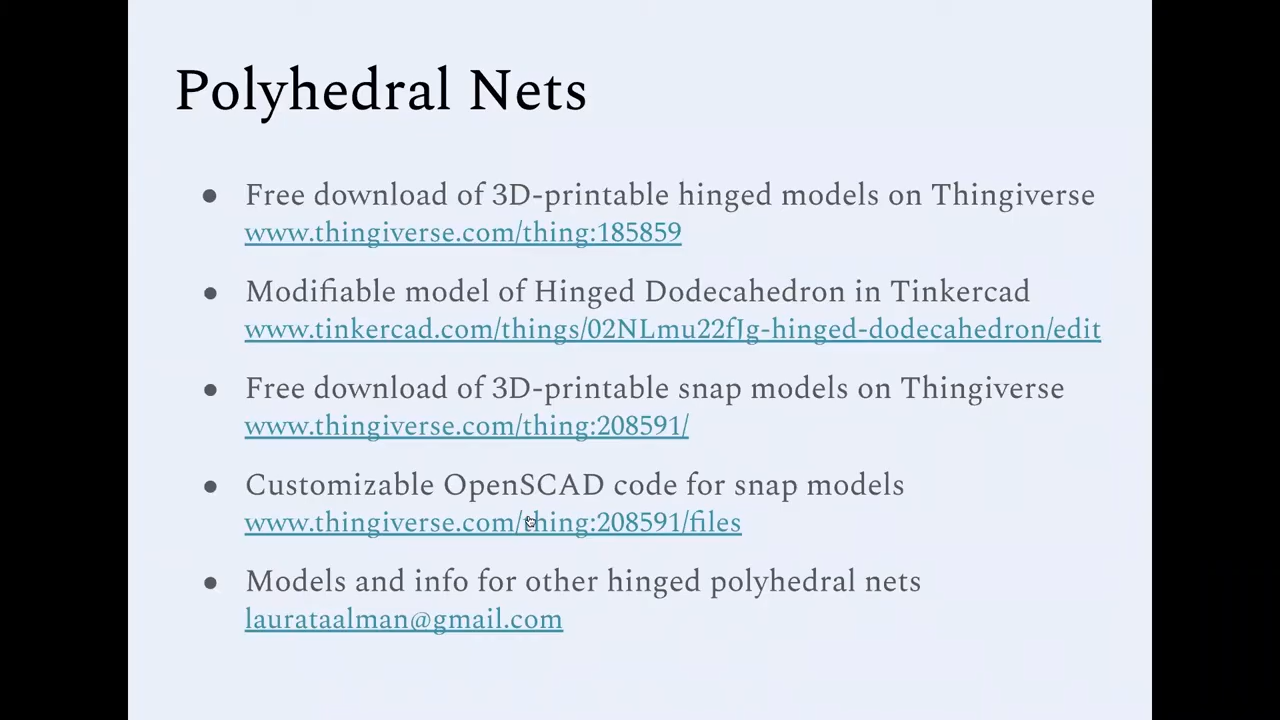 Polyhedral Nets
● Free download of 3D-printable hinged models on Thingiverse
www.thingiverse.com/thing:185859
● Modifiable model of Hinged Dodecahedron in Tinkercad
www.tinkercad.com/things/02NLmu22fJg-hinged-dodecahedron/edit
● Free download of 3D-printable snap models on Thingiverse
www.thingiverse.com/thing:208591/
● Customizable OpenSCAD code for snap models
www.thingiverse.com/thing:208591/files
● Models and info for other hinged polyhedral nets
laurataalman@gmail.com